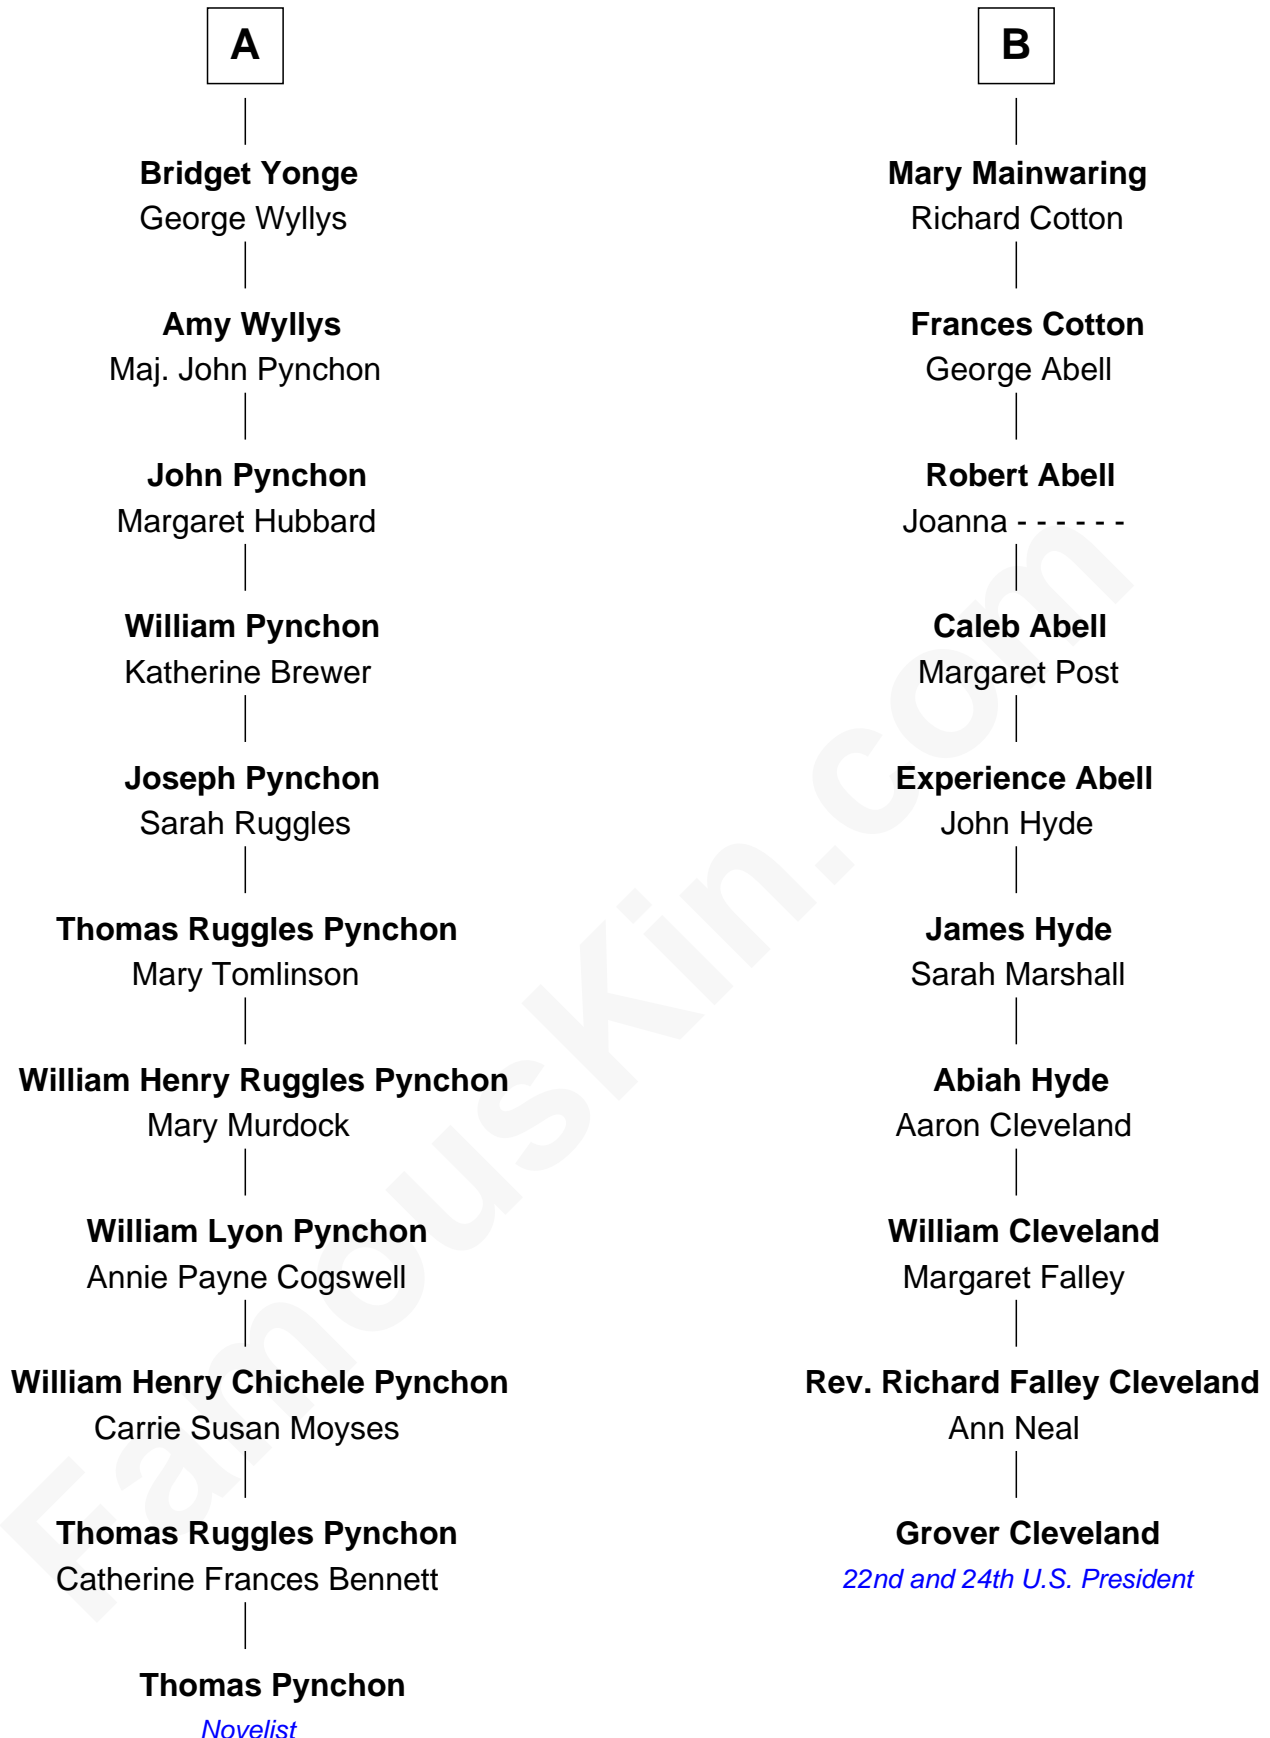 A
Bridget Yonge
George Wyllys
Amy Wyllys
Maj. John Pynchon
John Pynchon
Margaret Hubbard
William Pynchon
Katherine Brewer
Joseph Pynchon
Sarah Ruggles
Thomas Ruggles Pynchon
Mary Tomlinson
William Henry Ruggles Pynchon
Mary Murdock
William Lyon Pynchon
Annie Payne Cogswell
William Henry Chichele Pynchon
Carrie Susan Moyses
Thomas Ruggles Pynchon
Catherine Frances Bennett
Thomas Pynchon
Novelist
B
Mary Mainwaring
Richard Cotton
Frances Cotton
George Abell
Robert Abell
Joanna - - - - - -
Caleb Abell
Margaret Post
Experience Abell
John Hyde
James Hyde
Sarah Marshall
Abiah Hyde
Aaron Cleveland
William Cleveland
Margaret Falley
Rev. Richard Falley Cleveland
Ann Neal
Grover Cleveland
22nd and 24th U.S. President
FamousKin.com